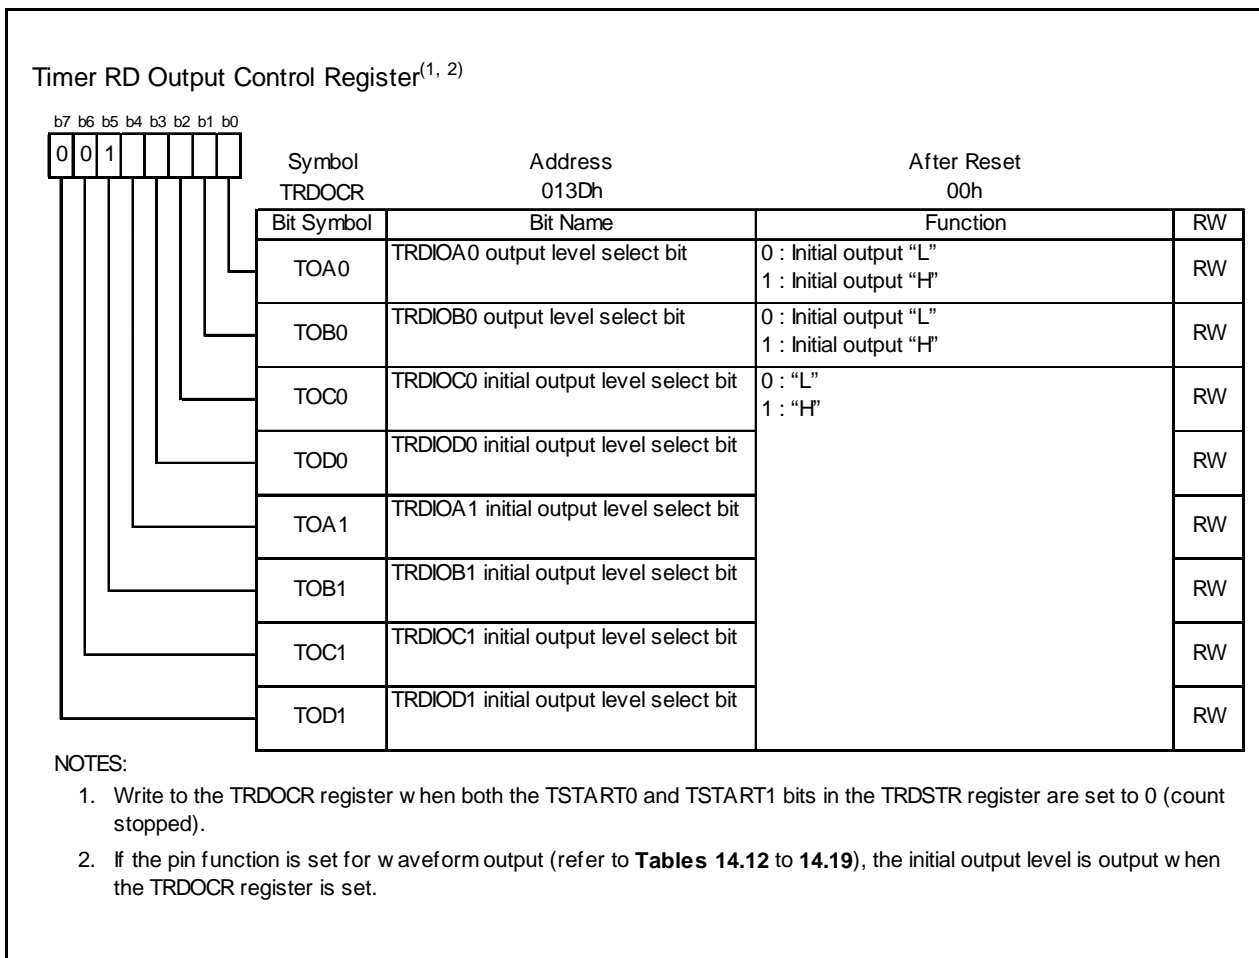 Timer RD Output Control Register(1, 2)
b7 b6 b5 b4 b3 b2 b1 b0
0 0 1
Symbol Address After Reset
TRDOCR 013Dh 00h
Bit Symbol Bit Name Function RW
TOA0 TRDIOA0 output level select bit 0 : Initial output “L” RW
1 : Initial output “H”
TOB0 TRDIOB0 output level select bit 0 : Initial output “L” RW
1 : Initial output “H”
TOC0 TRDIOC0 initial output level select bit 0 : “L” RW
1 : “H”
TOD0 TRDIOD0 initial output level select bit RW
TOA1 TRDIOA1 initial output level select bit RW
TOB1 TRDIOB1 initial output level select bit RW
TOC1 TRDIOC1 initial output level select bit RW
TOD1 TRDIOD1 initial output level select bit RW
NOTES:
1. Write to the TRDOCR register when both the TSTART0 and TSTART1 bits in the TRDSTR register are set to 0 (count
stopped).
2. If the pin function is set for waveform output (refer to Tables 14.12 to 14.19), the initial output level is output when
the TRDOCR register is set.